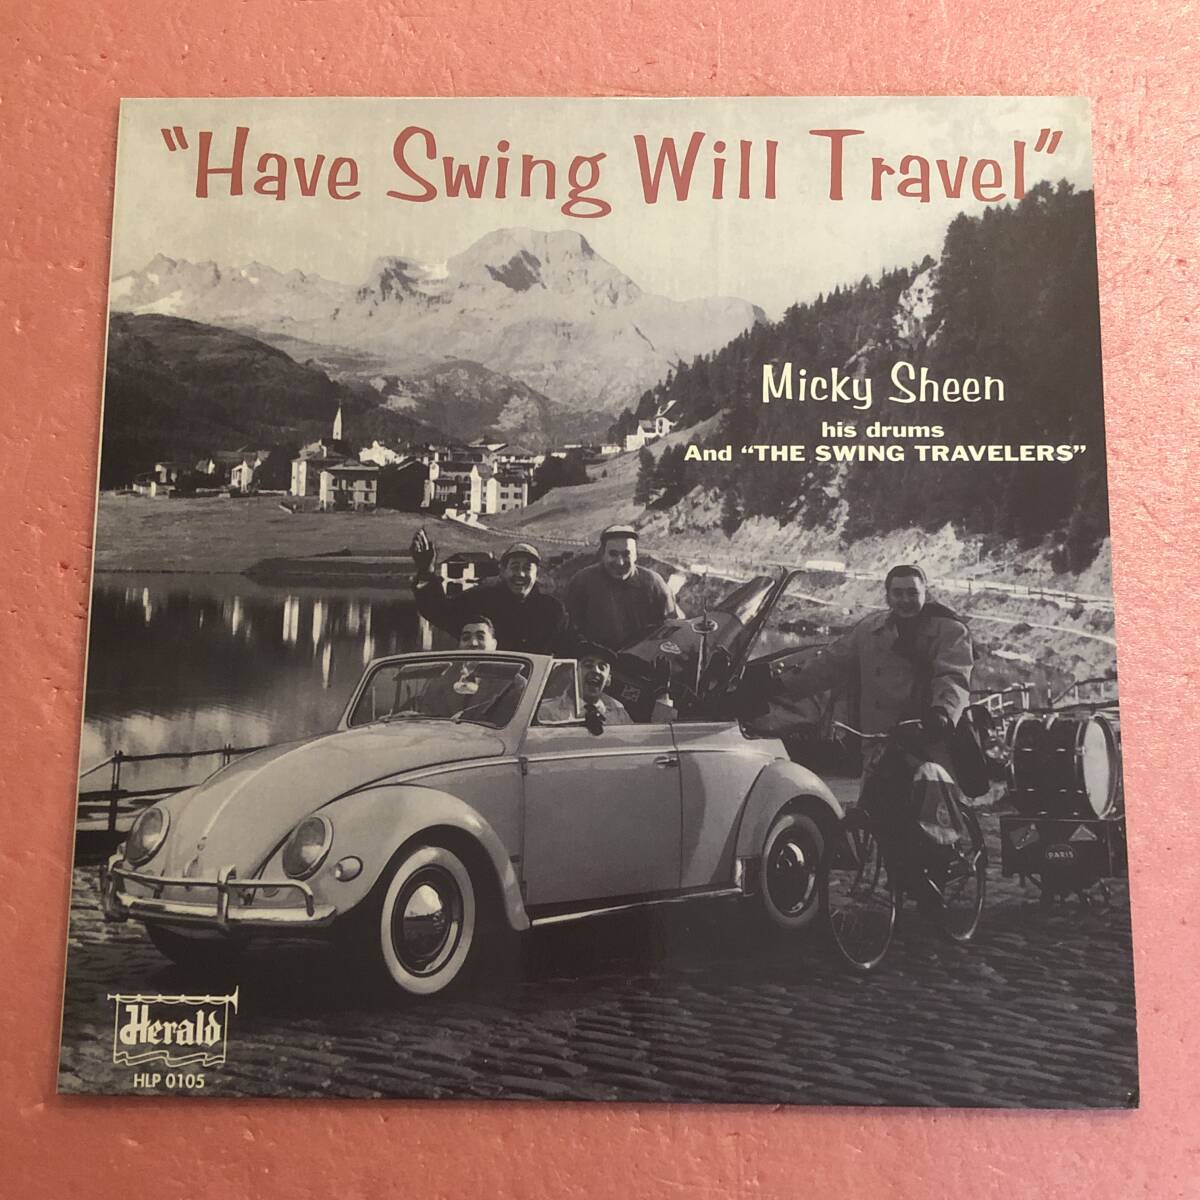 "Have Swing Will Travel"
Micky Sheen
his drums
And "THE SWING TRAVELERS"
PARIS
Herald
HLP 0105